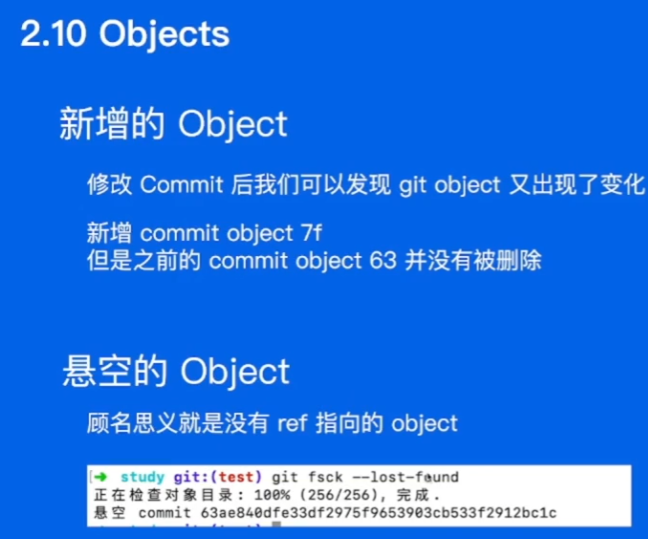 2.10 Objects
新增的 Object
修改 Commit 后我们可以发现 git object 又出现了变化
新增 commit object 7f
但是之前的 commit object 63 并没有被删除
悬空的 Object
顾名思义就是没有 ref 指向的 object
➜ study git:(test) git fsck --lost-found
正在检查对象目录: 100% (256/256), 完成.
悬空 commit 63ae840dfe33df2975f9653903cb533f2912bc1c